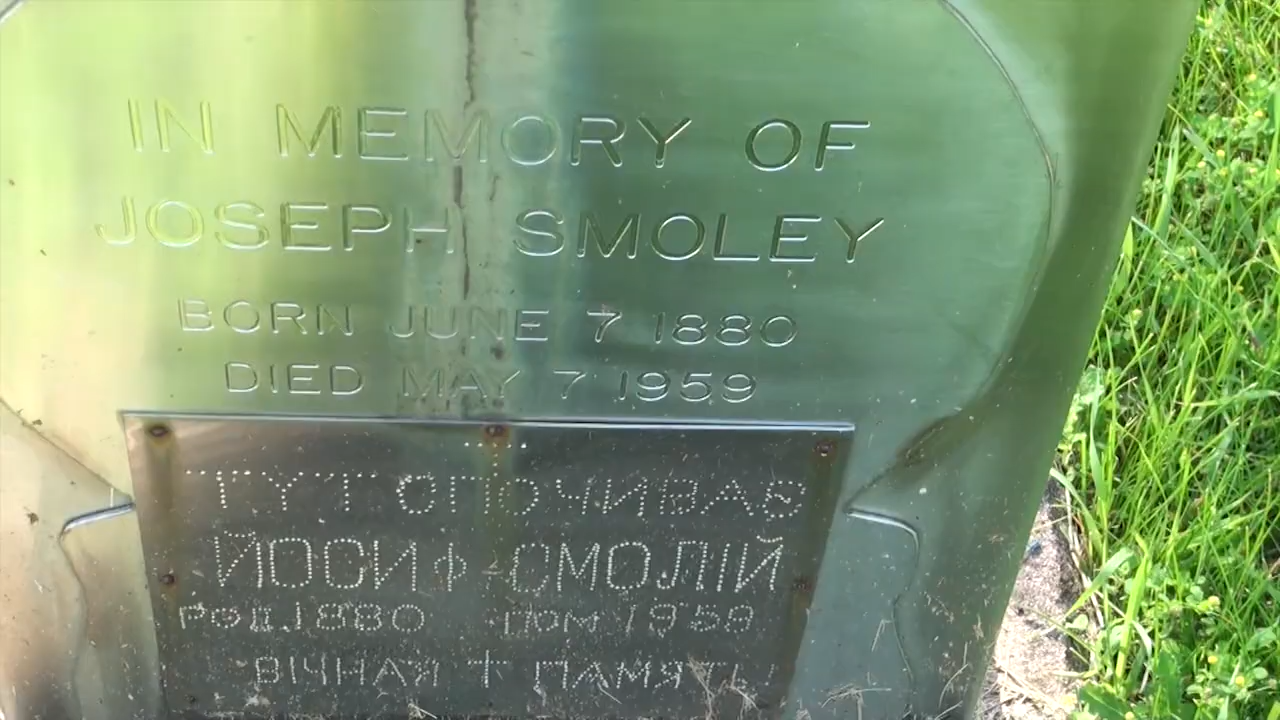 IN MEMORY OF
JOSEPH SMOLEY
BORN JUNE 7 1880
DIED MAY 7 1959
ТУТ ОПОЧИВАЄ
ЙОСИФ СМОЛІЙ
РОД 1880 ПОМ 1959
ВІЧНАЯ ПАМЯТЬ